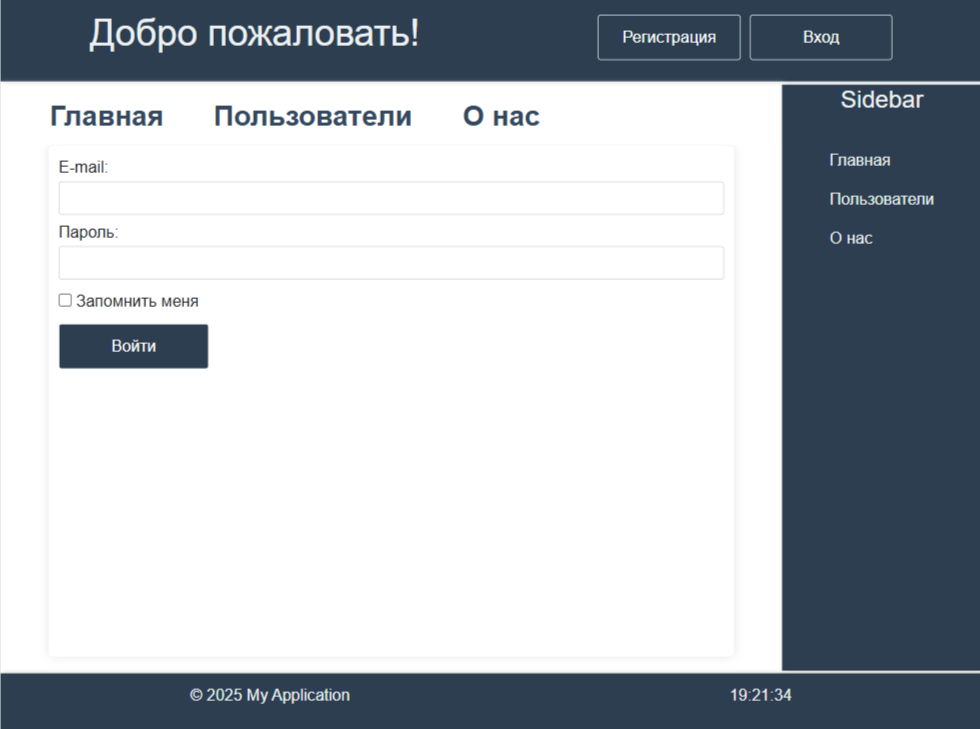 Добро пожаловать!
Регистрация
Вход
Главная Пользователи О нас
E-mail:
Пароль:
Запомнить меня
Войти
Sidebar
Главная
Пользователи
О нас
© 2025 My Application
19:21:34